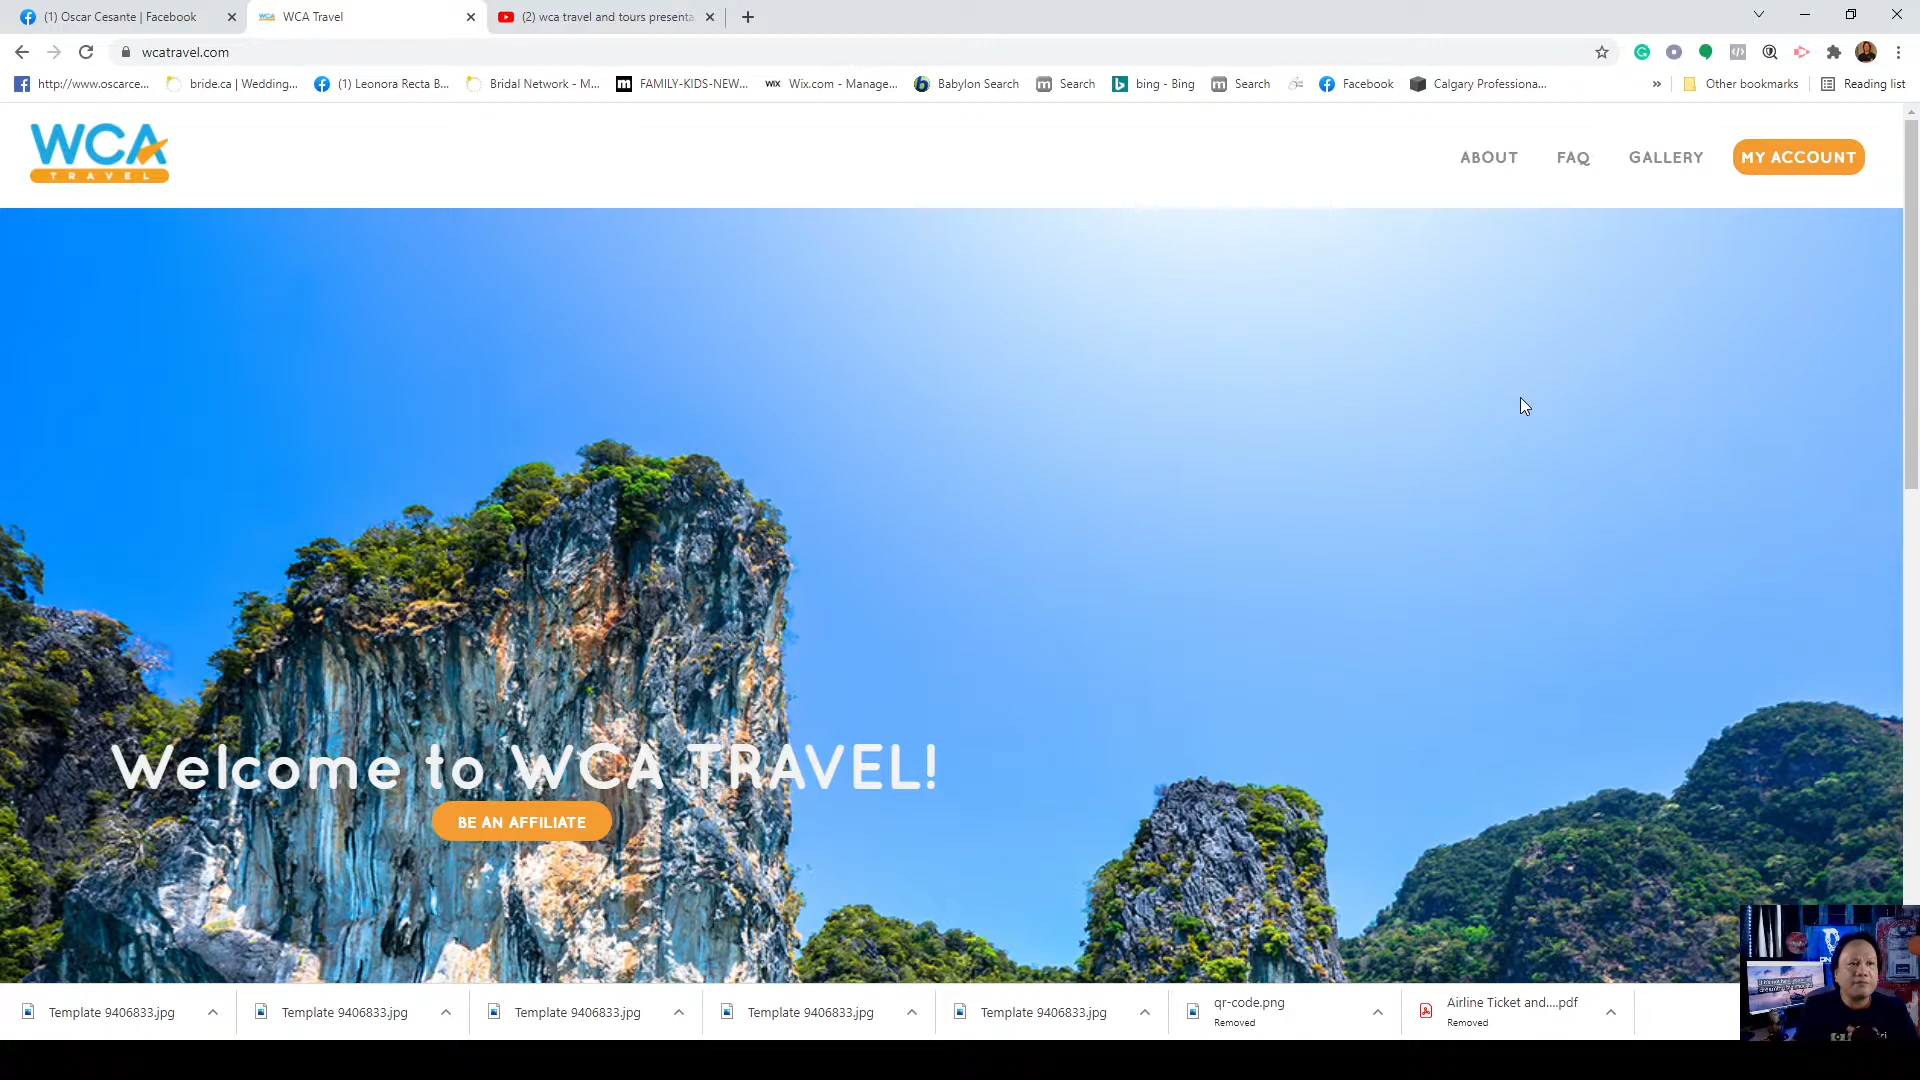 (1) Oscar Cesante | Facebook
WCA Travel
(2) wca travel and tours presenta
wcatravel.com
http://www.oscarce...
bride.ca | Wedding...
(1) Leonora Recta B...
Bridal Network - M...
FAMILY-KIDS-NEW...
WIX Wix.com - Manage...
Babylon Search
Search
bing - Bing
Search
Facebook
Calgary Professiona...
»
Other bookmarks
Reading list
WCA
TRAVEL
ABOUT
FAQ
GALLERY
MY ACCOUNT
Welcome to WCA TRAVEL!
BE AN AFFILIATE
Template 9406833.jpg
Template 9406833.jpg
Template 9406833.jpg
Template 9406833.jpg
Template 9406833.jpg
qr-code.png
Removed
Airline Ticket and....pdf
Removed